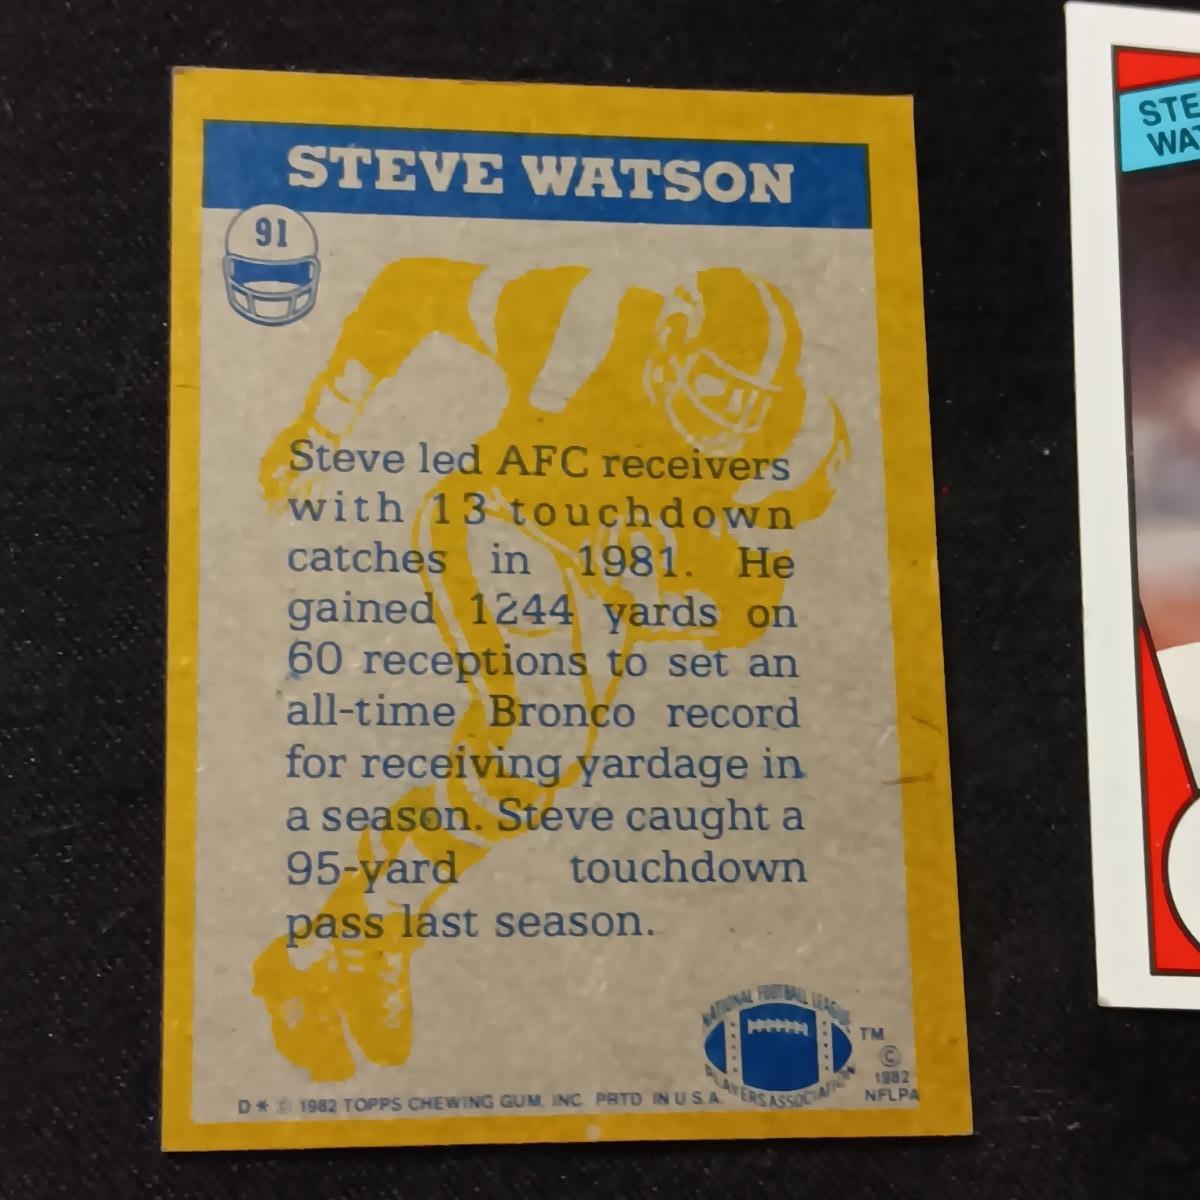 STEVE WATSON
91
Steve led AFC receivers
with 13 touchdown
catches in 1981. He
gained 1244 yards on
60 receptions to set an
all-time Bronco record
for receiving yardage in
a season. Steve caught a
95-yard touchdown
pass last season.
NATIONAL FOOTBALL LEAGUE
PLAYERS ASSOCIATION
TM
©
1982
NFLPA
D * © 1982 TOPPS CHEWING GUM, INC. PRTD. IN U.S.A.
STE
WA